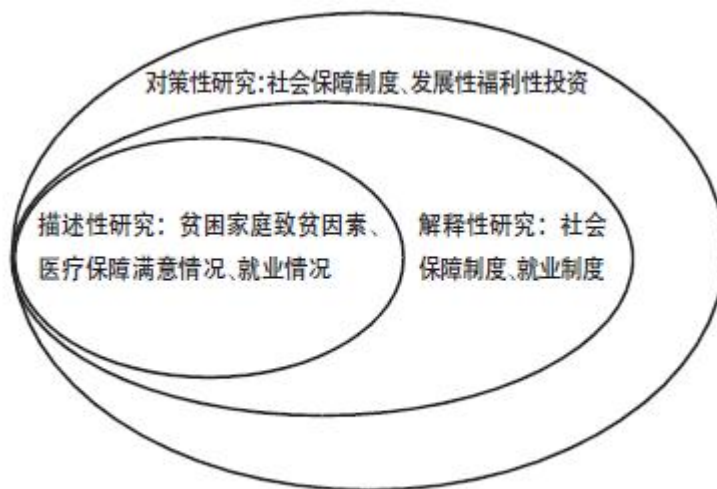 对策性研究:社会保障制度、发展性福利性投资
描述性研究：贫困家庭致贫因素、
医疗保障满意情况、就业情况
解释性研究：社会
保障制度、就业制度